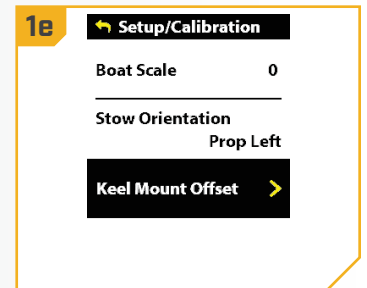 1e
Setup/Calibration
Boat Scale 0
Stow Orientation
Prop Left
Keel Mount Offset